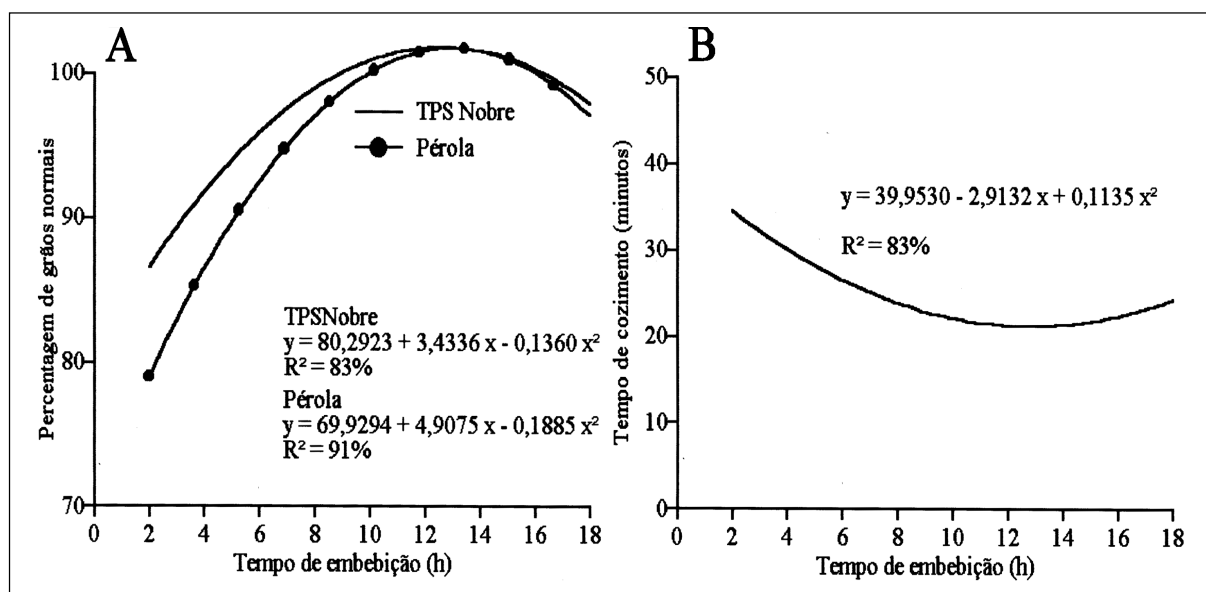 A
Percentagem de grãos normais
100
90
80
70
TPS Nobre
Pérola
TPSNobre
y = 80,2923 + 3,4336 x - 0,1360 x²
R² = 83%
Pérola
y = 69,9294 + 4,9075 x - 0,1885 x²
R² = 91%
0 2 4 6 8 10 12 14 16 18
Tempo de embebição (h)
B
Tempo de cozimento (minutos)
50
40
30
20
10
0
y = 39,9530 - 2,9132 x + 0,1135 x²
R² = 83%
0 2 4 6 8 10 12 14 16 18
Tempo de embebição (h)